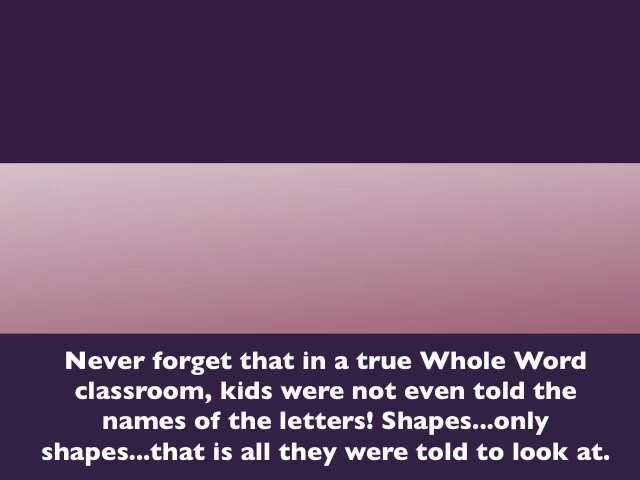 Never forget that in a true Whole Word
classroom, kids were not even told the
names of the letters! Shapes...only
shapes...that is all they were told to look at.